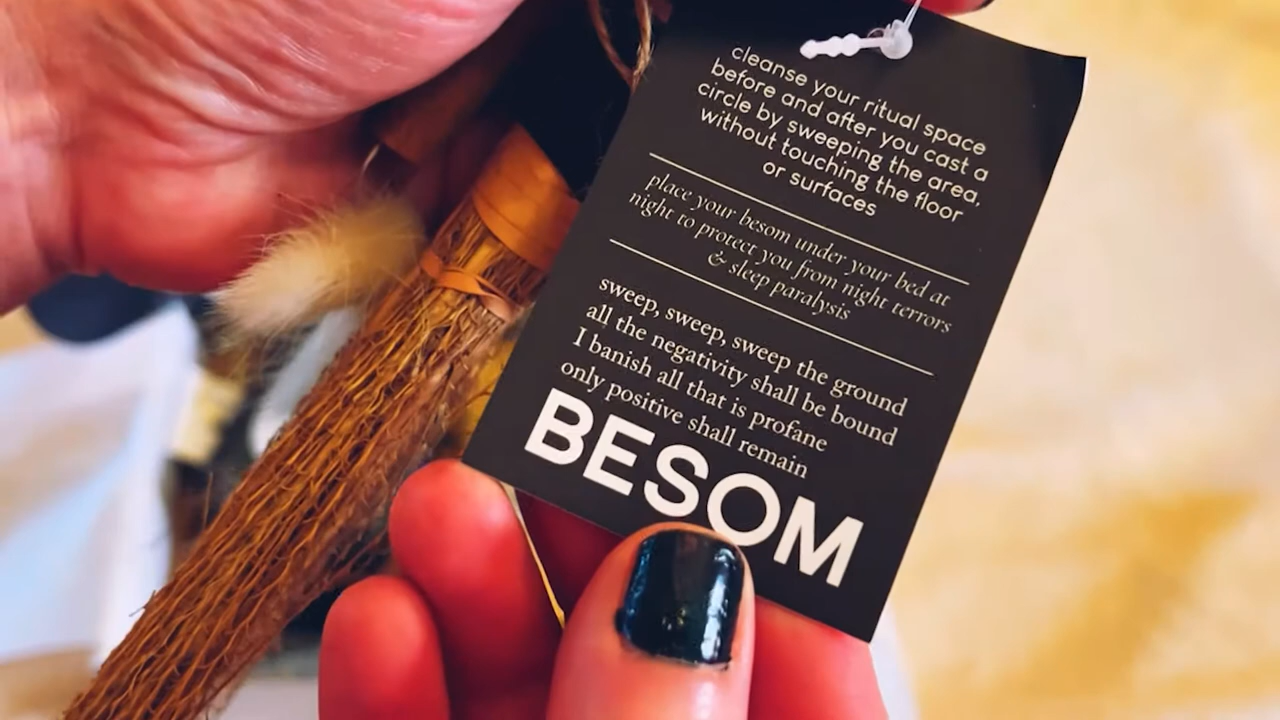 cleanse your ritual space
before and after you cast a
circle by sweeping the area,
without touching the floor
or surfaces
place your besom under your bed at
night to protect you from night terrors
& sleep paralysis
sweep, sweep, sweep the ground
all the negativity shall be bound
I banish all that is profane
only positive shall remain
BESOM